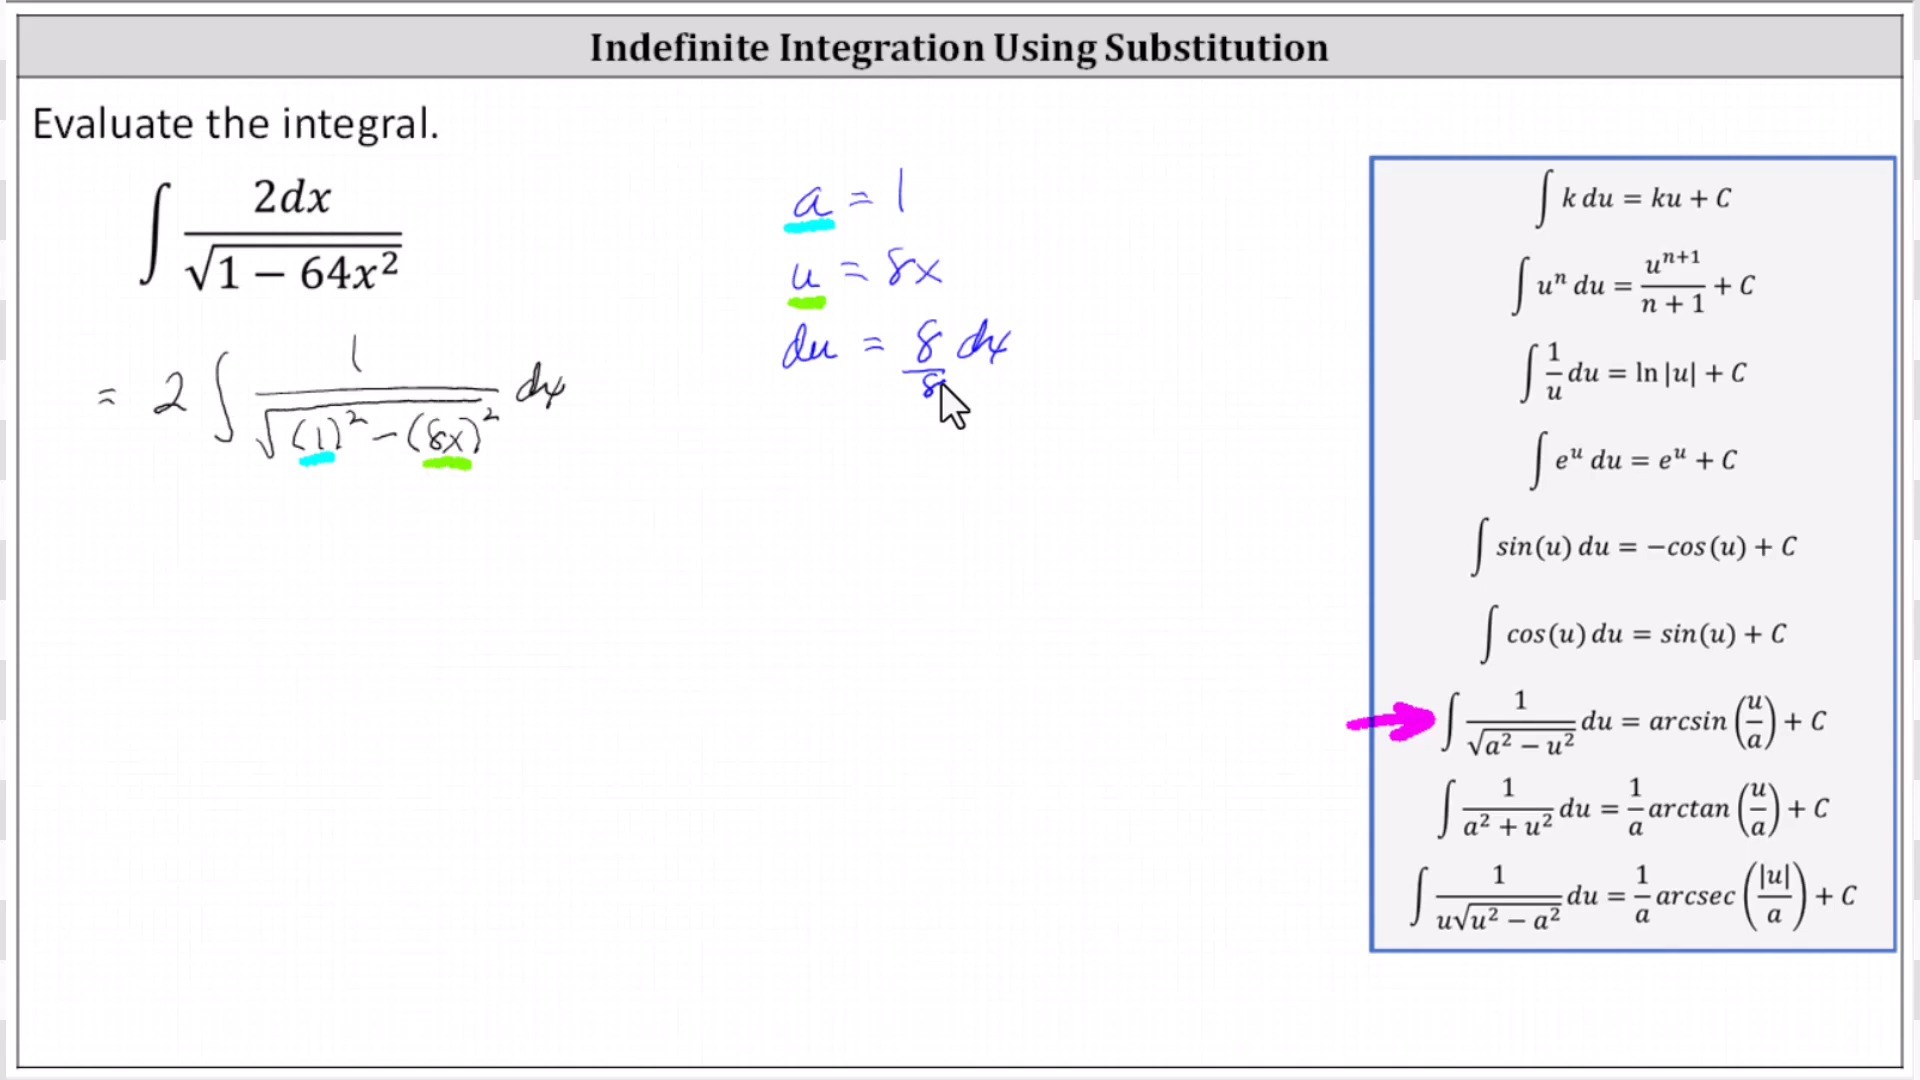 Indefinite Integration Using Substitution
Evaluate the integral.
∫ 2dx / √(1 − 64x²)
= 2 ∫ 1 / √((1)² − (8x)²) dx
a = 1
u = 8x
du = 8/8 dx
∫ k du = ku + C
∫ uⁿ du = uⁿ⁺¹ / (n + 1) + C
∫ 1/u du = ln |u| + C
∫ eᵘ du = eᵘ + C
∫ sin(u) du = −cos(u) + C
∫ cos(u) du = sin(u) + C
∫ 1 / √(a² − u²) du = arcsin (u/a) + C
∫ 1 / (a² + u²) du = 1/a arctan (u/a) + C
∫ 1 / (u√(u² − a²)) du = 1/a arcsec (|u|/a) + C